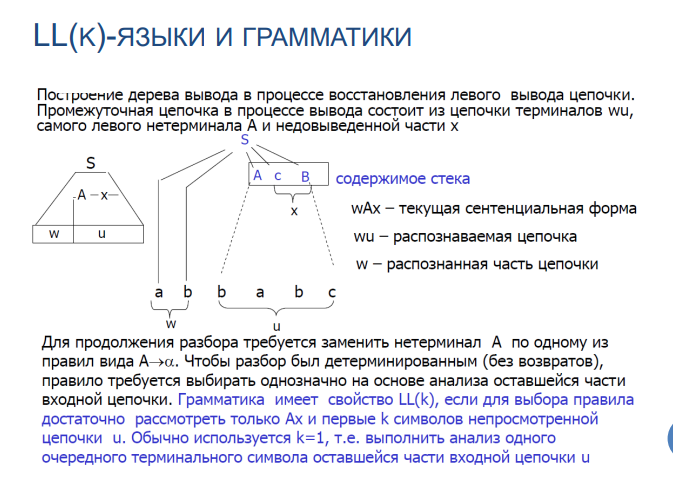 LL(K)-ЯЗЫКИ И ГРАММАТИКИ
Построение дерева вывода в процессе восстановления левого вывода цепочки.
Промежуточная цепочка в процессе вывода состоит из цепочки терминалов wu,
самого левого нетерминала A и недовыведенной части x
S
S
A c B
содержимое стека
A x
x
wAx – текущая сентенциальная форма
w u
wu – распознаваемая цепочка
w – распознанная часть цепочки
a b b a b c
w
u
Для продолжения разбора требуется заменить нетерминал A по одному из
правил вида A→α. Чтобы разбор был детерминированным (без возвратов),
правило требуется выбирать однозначно на основе анализа оставшейся части
входной цепочки. Грамматика имеет свойство LL(k), если для выбора правила
достаточно рассмотреть только Ax и первые k символов непросмотренной
цепочки u. Обычно используется k=1, т.е. выполнить анализ одного
очередного терминального символа оставшейся части входной цепочки u